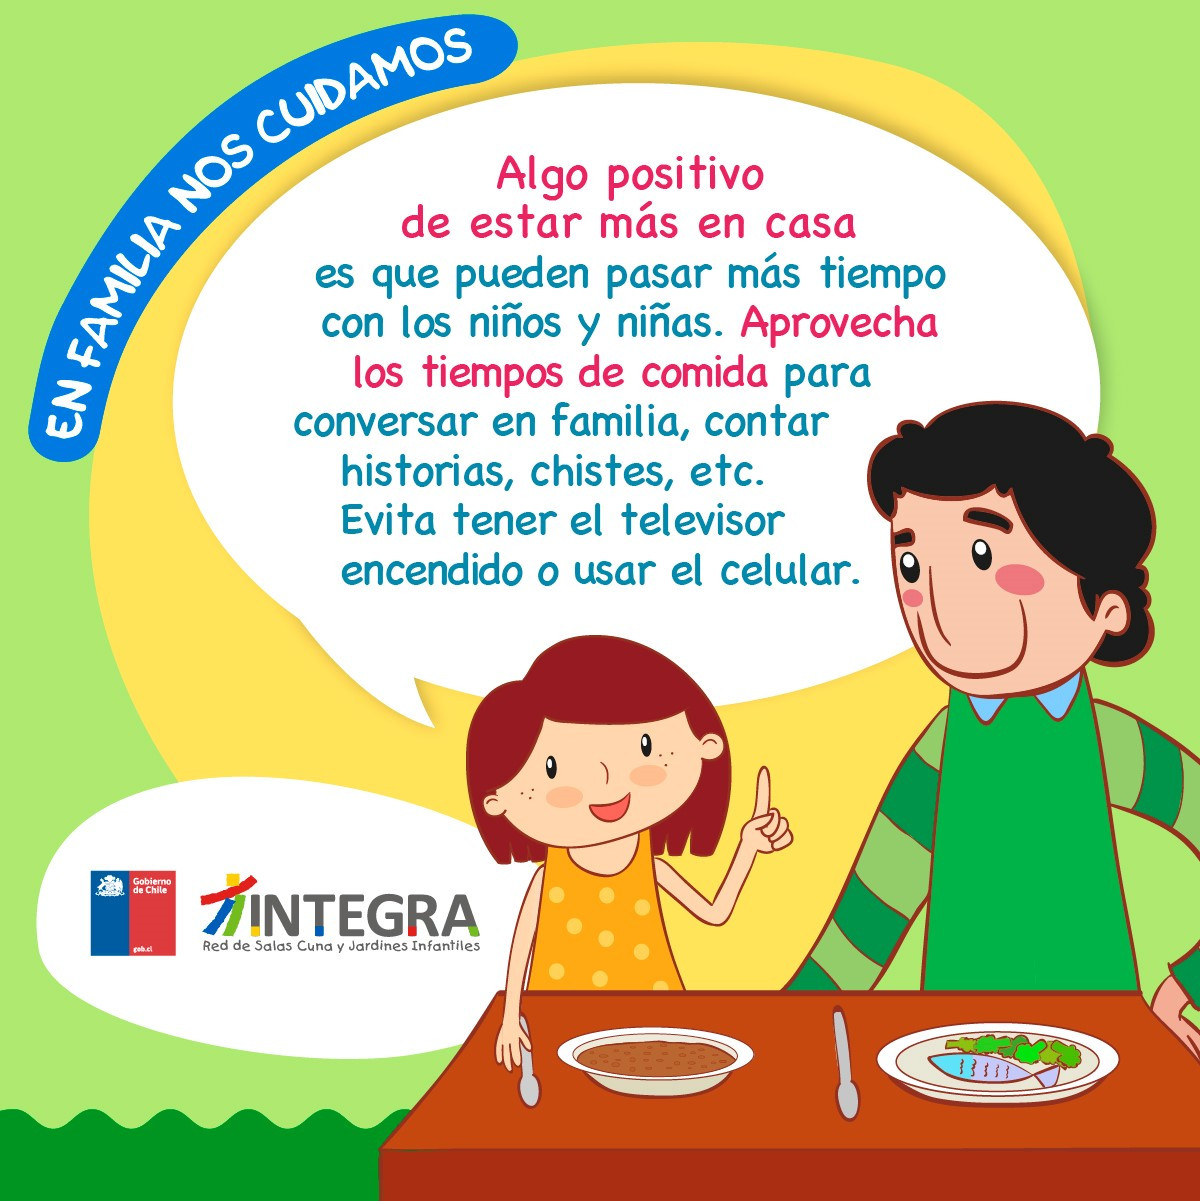 EN FAMILIA NOS CUIDAMOS
Algo positivo
de estar más en casa
es que pueden pasar más tiempo
con los niños y niñas. Aprovecha
los tiempos de comida para
conversar en familia, contar
historias, chistes, etc.
Evita tener el televisor
encendido o usar el celular.
Gobierno
de Chile
gob.cl
INTEGRA
Red de Salas Cuna y Jardines Infantiles